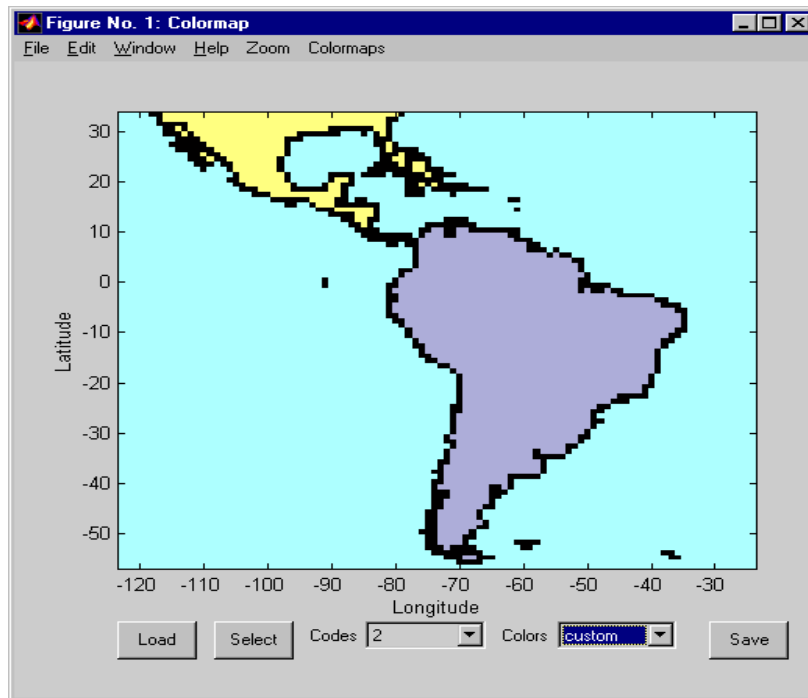 Figure No. 1: Colormap
File Edit Window Help Zoom Colormaps
30
20
10
0
-10
-20
-30
-40
-50
Latitude
-120 -110 -100 -90 -80 -70 -60 -50 -40 -30
Longitude
Load Select Codes 2 Colors custom Save